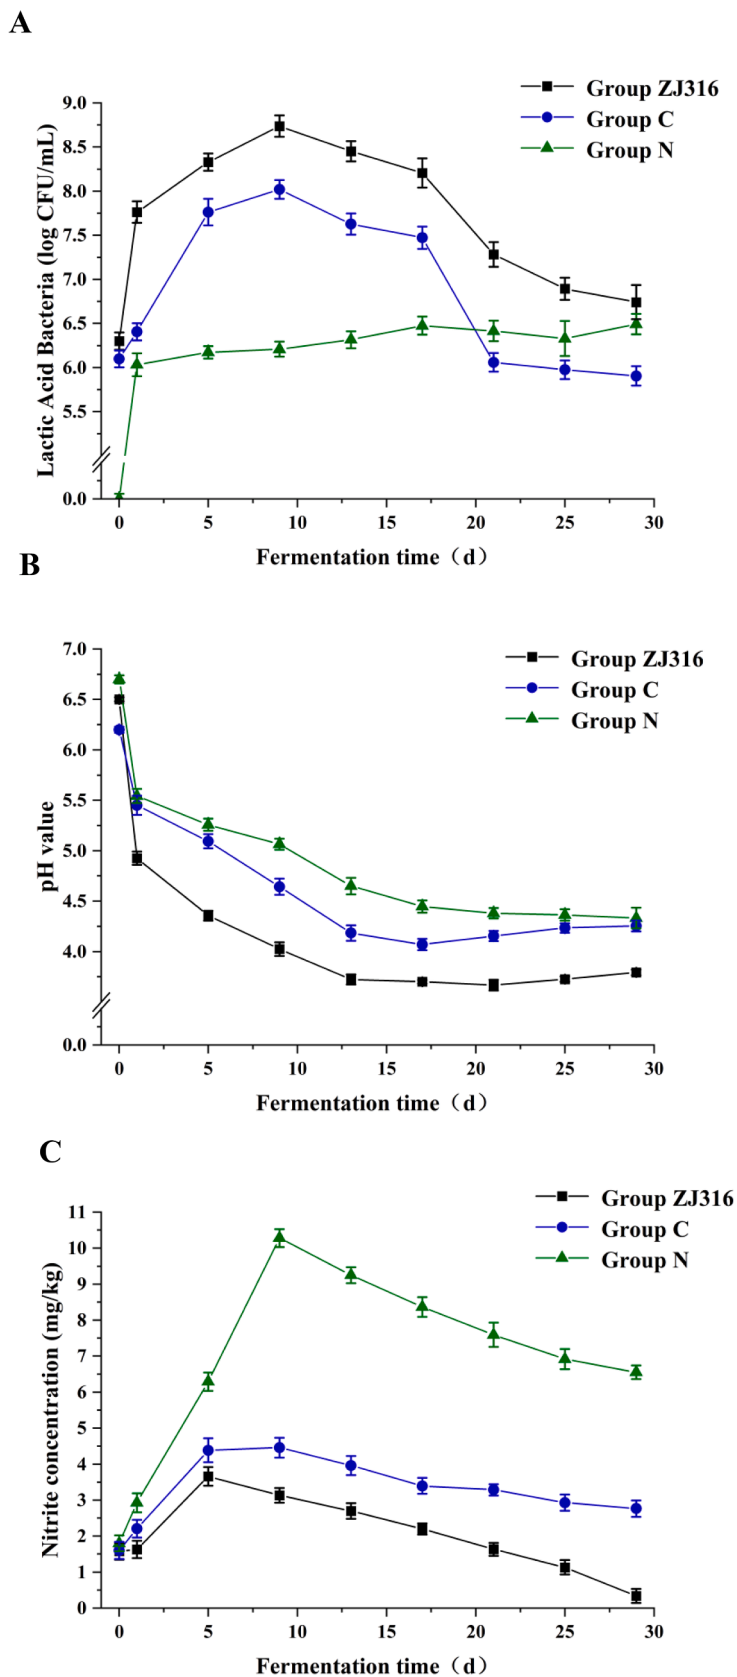 A
Group ZJ316
Group C
Group N
Lactic Acid Bacteria (log CFU/mL)
9.0
8.5
8.0
7.5
7.0
6.5
6.0
5.5
0.0
0 5 10 15 20 25 30
Fermentation time（d）
B
Group ZJ316
Group C
Group N
pH value
7.0
6.5
6.0
5.5
5.0
4.5
4.0
0.0
0 5 10 15 20 25 30
Fermentation time（d）
C
Group ZJ316
Group C
Group N
Nitrite concentration (mg/kg)
11
10
9
8
7
6
5
4
3
2
1
0
0 5 10 15 20 25 30
Fermentation time（d）